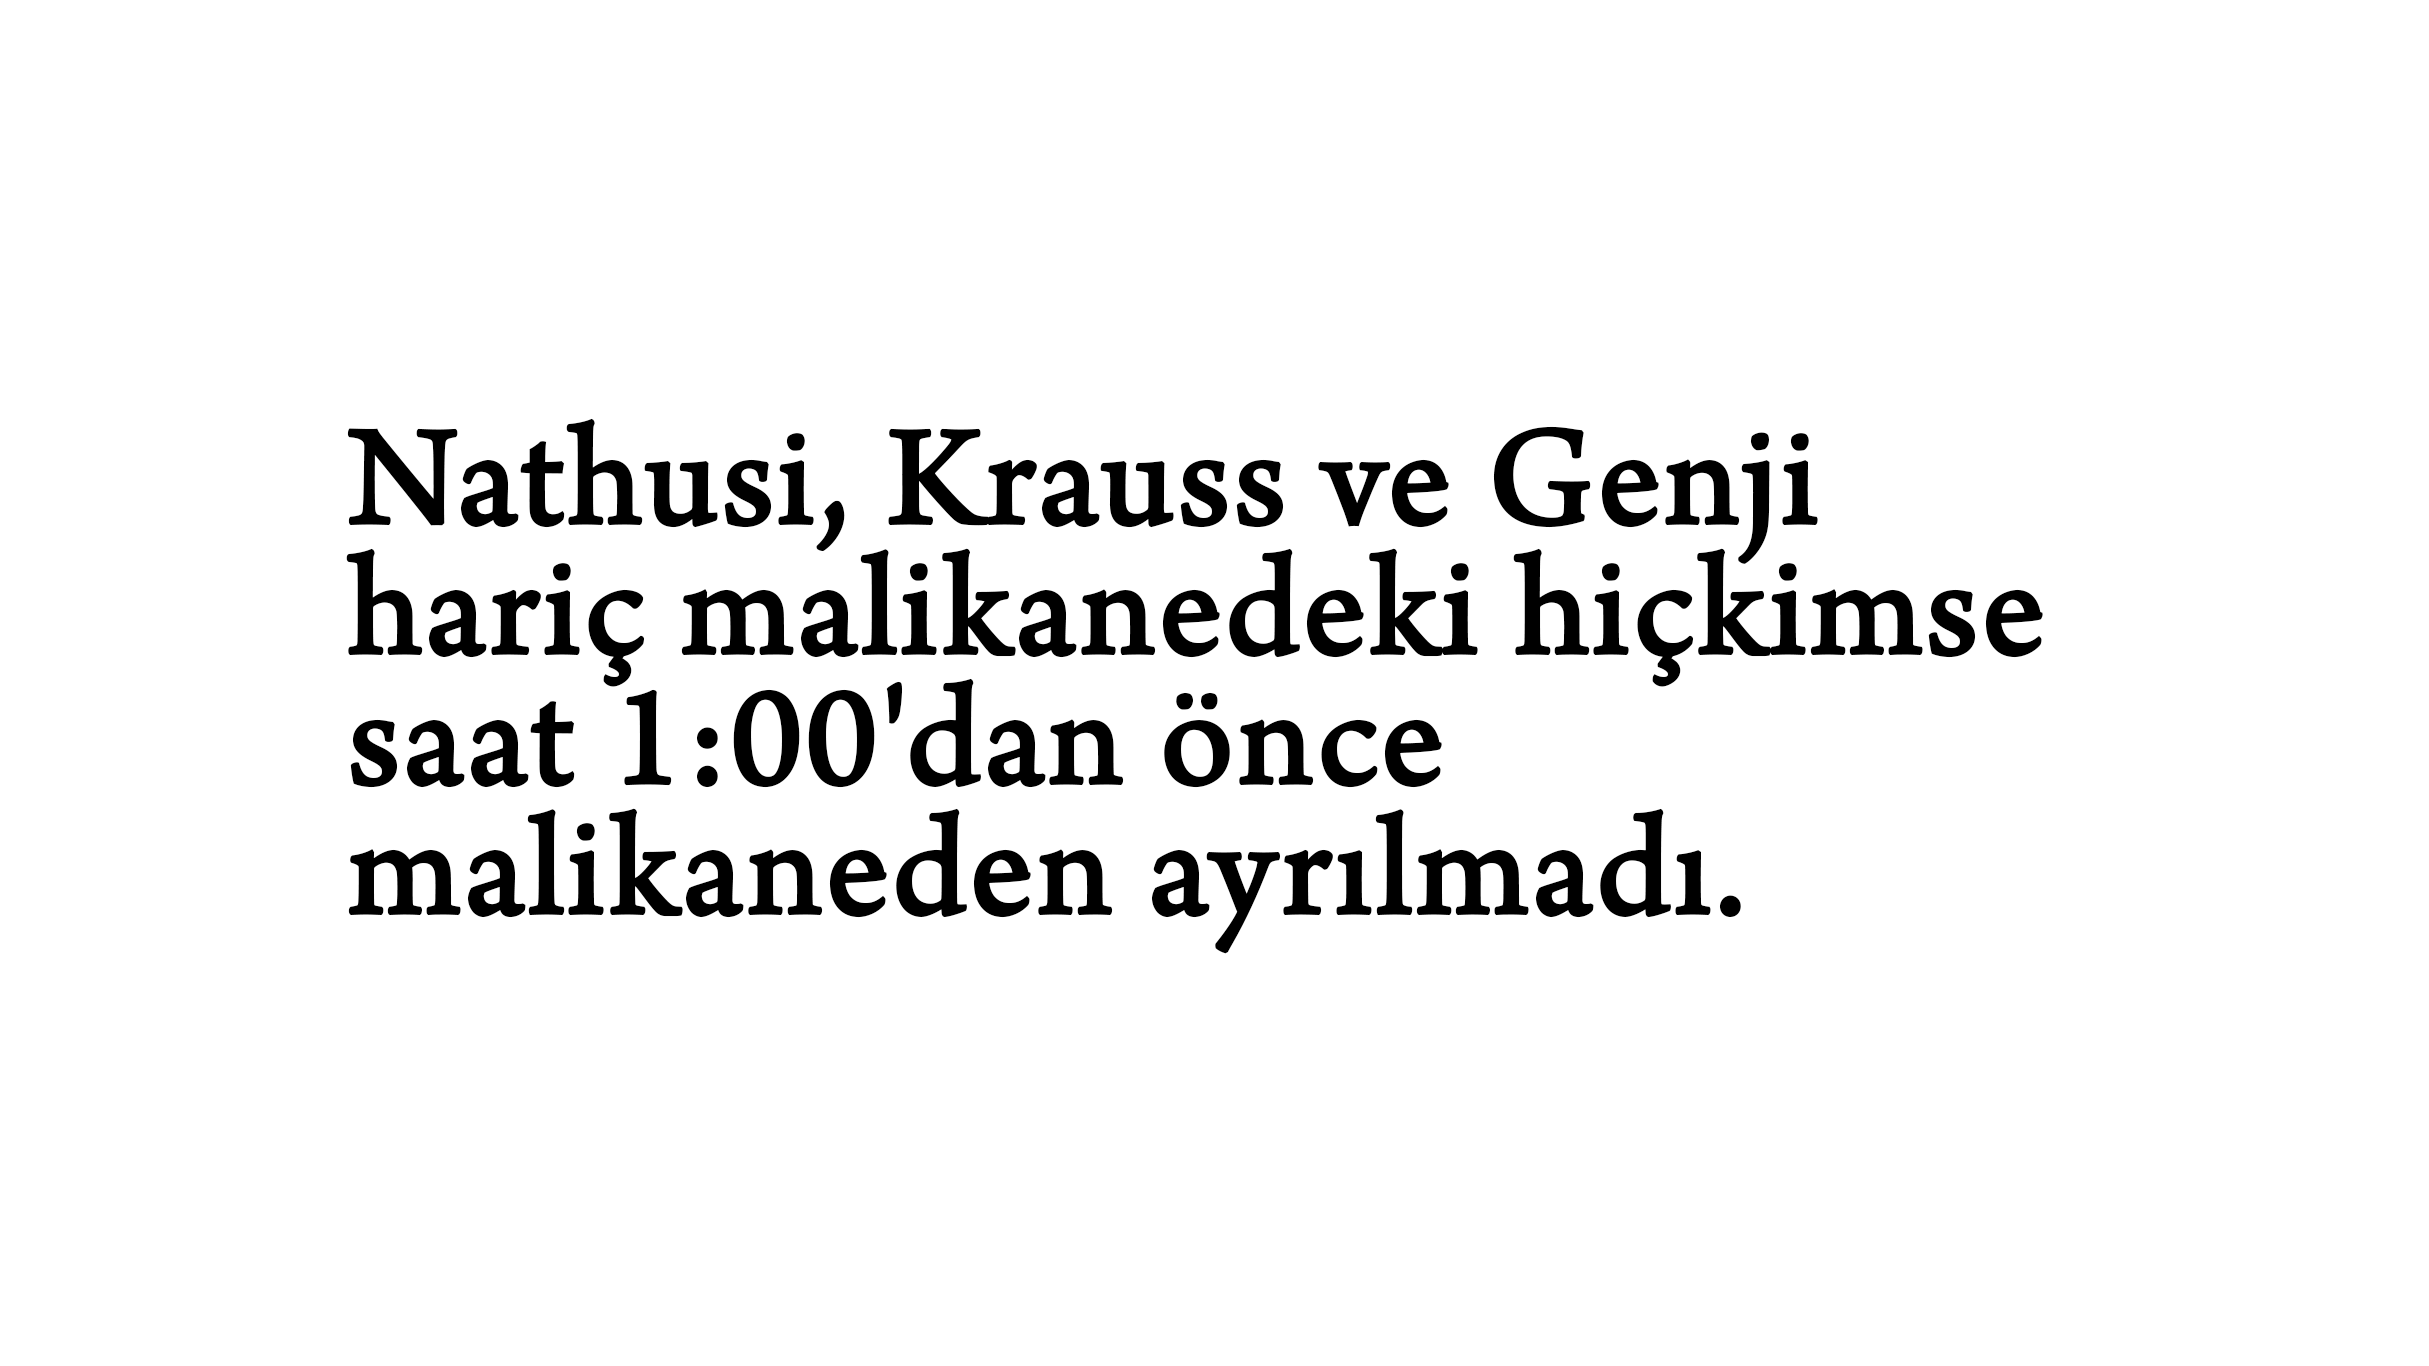 Nathusi, Krauss ve Genji
hariç malikanedeki hiçkimse
saat 1:00'dan önce
malikaneden ayrılmadı.